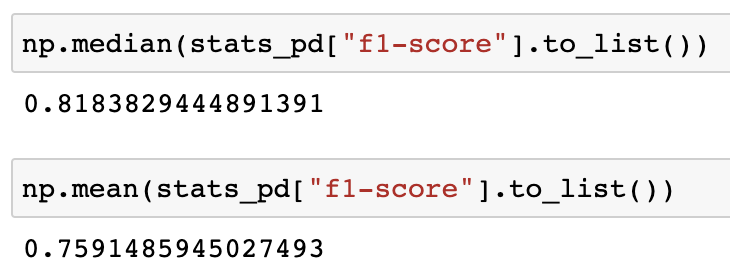 np.median(stats_pd["f1-score"].to_list())
0.8183829444891391
np.mean(stats_pd["f1-score"].to_list())
0.7591485945027493